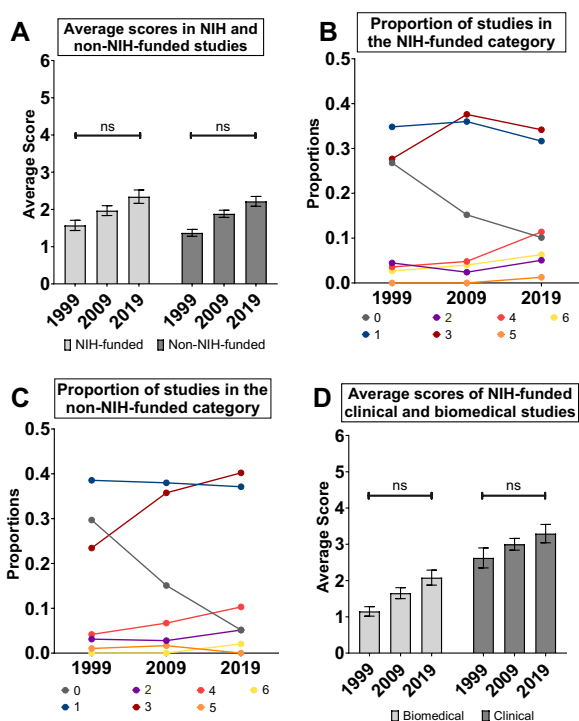 A
Average scores in NIH and
non-NIH-funded studies
6
5
4
3
2
1
0
Average Score
ns
ns
1999
2009
2019
1999
2009
2019
NIH-funded
Non-NIH-funded
B
Proportion of studies in
the NIH-funded category
0.5
0.4
0.3
0.2
0.1
0.0
Proportions
1999 2009 2019
0 2 4 6
1 3 5
C
Proportion of studies in the
non-NIH-funded category
0.5
0.4
0.3
0.2
0.1
0.0
Proportions
1999 2009 2019
0 2 4 6
1 3 5
D
Average scores of NIH-funded
clinical and biomedical studies
6
5
4
3
2
1
0
Average Score
ns
ns
1999
2009
2019
1999
2009
2019
Biomedical
Clinical